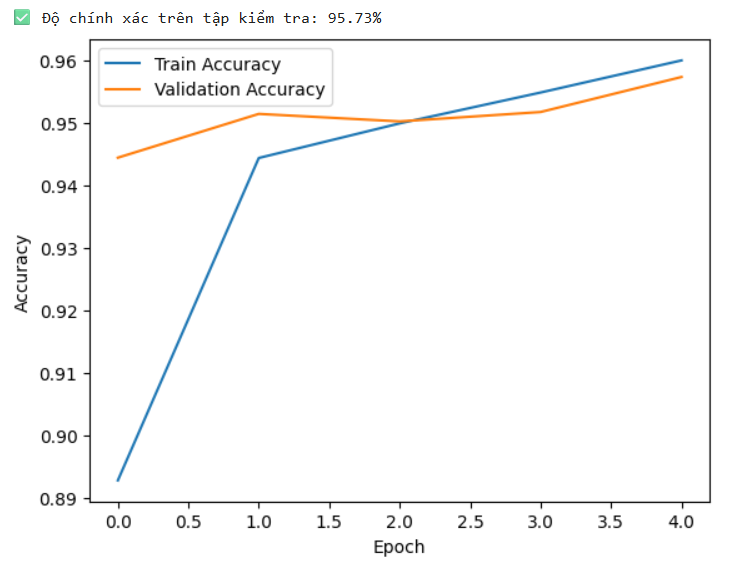 ✅ Độ chính xác trên tập kiểm tra: 95.73%
Train Accuracy
Validation Accuracy
0.96
0.95
0.94
0.93
0.92
0.91
0.90
0.89
Accuracy
0.0 0.5 1.0 1.5 2.0 2.5 3.0 3.5 4.0
Epoch